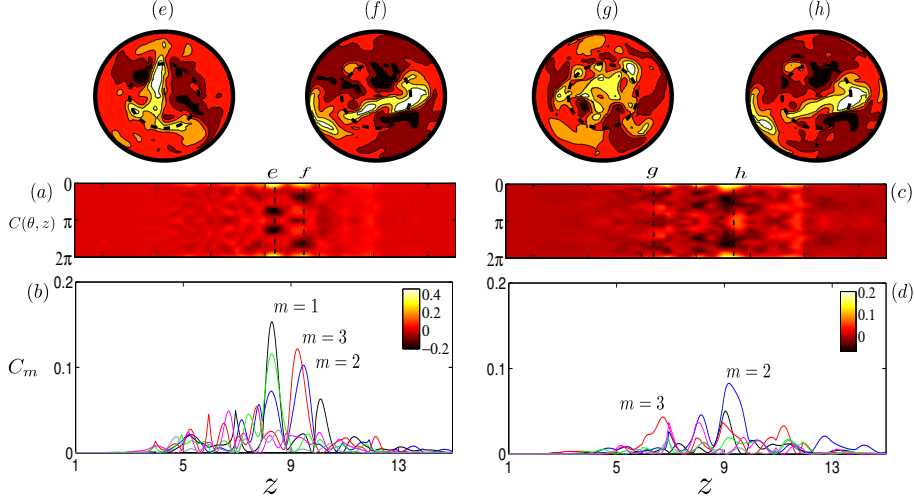 (e) (f) (g) (h)
e f g h
(a) 0 0 (c)
C(θ, z) π π
2π 2π
(b) 0.2 0.2 (d)
0.4 0.2
m = 1
0.2
m = 3 0 0.1
m = 2 −0.2 0
C_m 0.1 0.1 m = 2
m = 3
0 0
1 5 9 13 1 5 9 13
z z